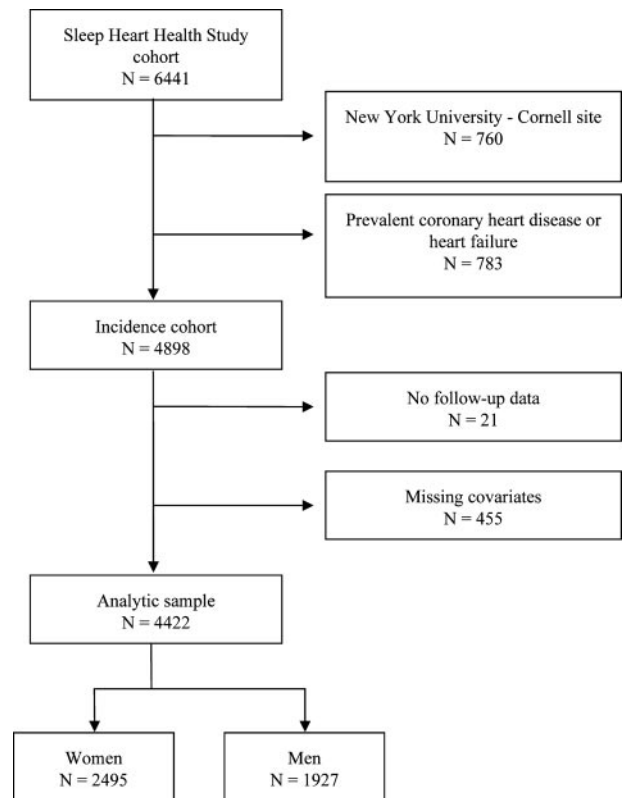 Sleep Heart Health Study
cohort
N = 6441
New York University - Cornell site
N = 760
Prevalent coronary heart disease or
heart failure
N = 783
Incidence cohort
N = 4898
No follow-up data
N = 21
Missing covariates
N = 455
Analytic sample
N = 4422
Women
N = 2495
Men
N = 1927